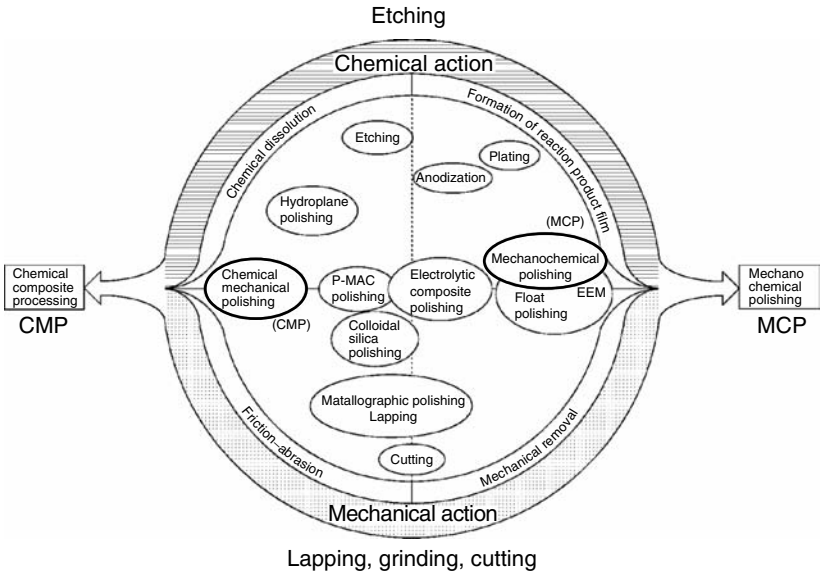 Etching
Chemical action
Chemical dissolution
Formation of reaction product film
Etching
Plating
Anodization
Hydroplane
polishing
(MCP)
Mechanochemical
polishing
Chemical
mechanical
polishing
(CMP)
P-MAC
polishing
Electrolytic
composite
polishing
EEM
Float
polishing
Colloidal
silica
polishing
Chemical
composite
processing
CMP
Mechano
chemical
polishing
MCP
Matallographic polishing
Lapping
Cutting
Friction–abrasion
Mechanical removal
Mechanical action
Lapping, grinding, cutting